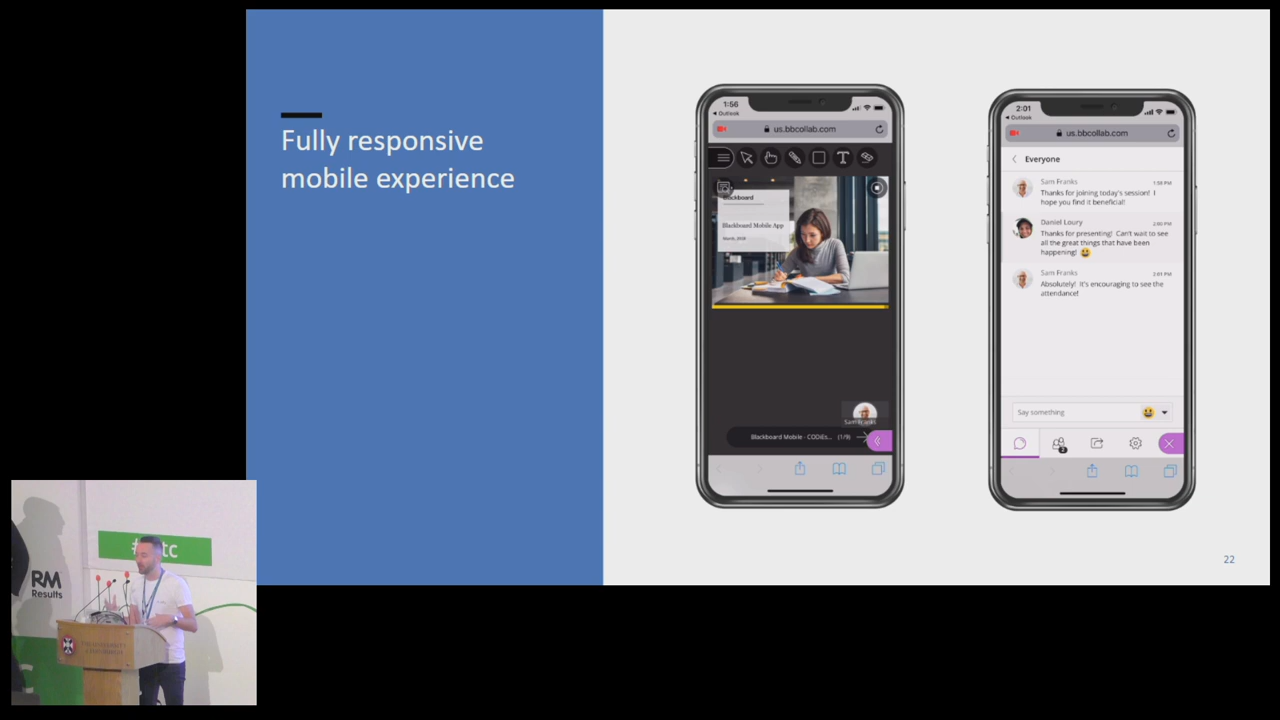 Fully responsive
mobile experience
1:56
Outlook
us.bbcollab.com
Blackboard
Blackboard Mobile App
Sam Franks
Blackboard Mobile - CODiEs... (1/9)
2:01
Outlook
us.bbcollab.com
Everyone
Sam Franks 1:58 PM
Thanks for joining today's session! I
hope you find it beneficial!
Daniel Loury 2:00 PM
Thanks for presenting! Can't wait to see
all the great things that have been
happening! 😃
Sam Franks 2:01 PM
Absolutely! It's encouraging to see the
attendance!
Say something
22
RM
Results